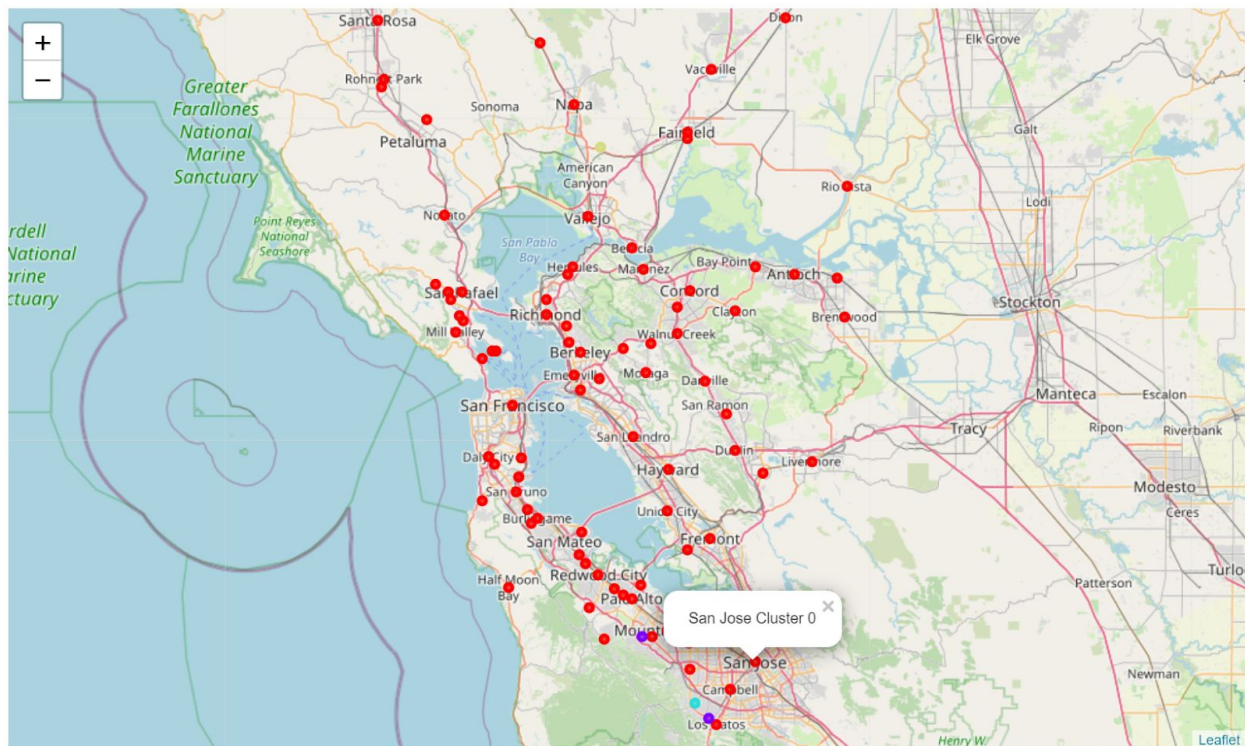 +
−
Santa Rosa
Dixon
Elk Grove
Rohnert Park
Vacaville
Greater
Farallones
National
Marine
Sanctuary
Sonoma
Napa
Galt
Petaluma
Fairfield
American
Canyon
Rio Vista
Lodi
Point Reyes
National
Seashore
Novato
Vallejo
rdell
National
arine
ctuary
San Pablo
Bay
Benicia
Hercules
Martinez
Bay Point
Antioch
San Rafael
Concord
Stockton
Richmond
Clayton
Brentwood
Mill Valley
Walnut Creek
Berkeley
Emeryville
Moraga
Danville
Manteca
Escalon
San Francisco
San Ramon
Ripon
Riverbank
Tracy
San Leandro
Daly City
Dublin
Livermore
Hayward
Modesto
San Bruno
Ceres
Burlingame
Union City
San Mateo
Fremont
Turlo
Half Moon
Bay
Redwood City
Patterson
Palo Alto
San Jose Cluster 0
×
Mount
San Jose
Newman
Campbell
Los Gatos
Henry W
Leaflet